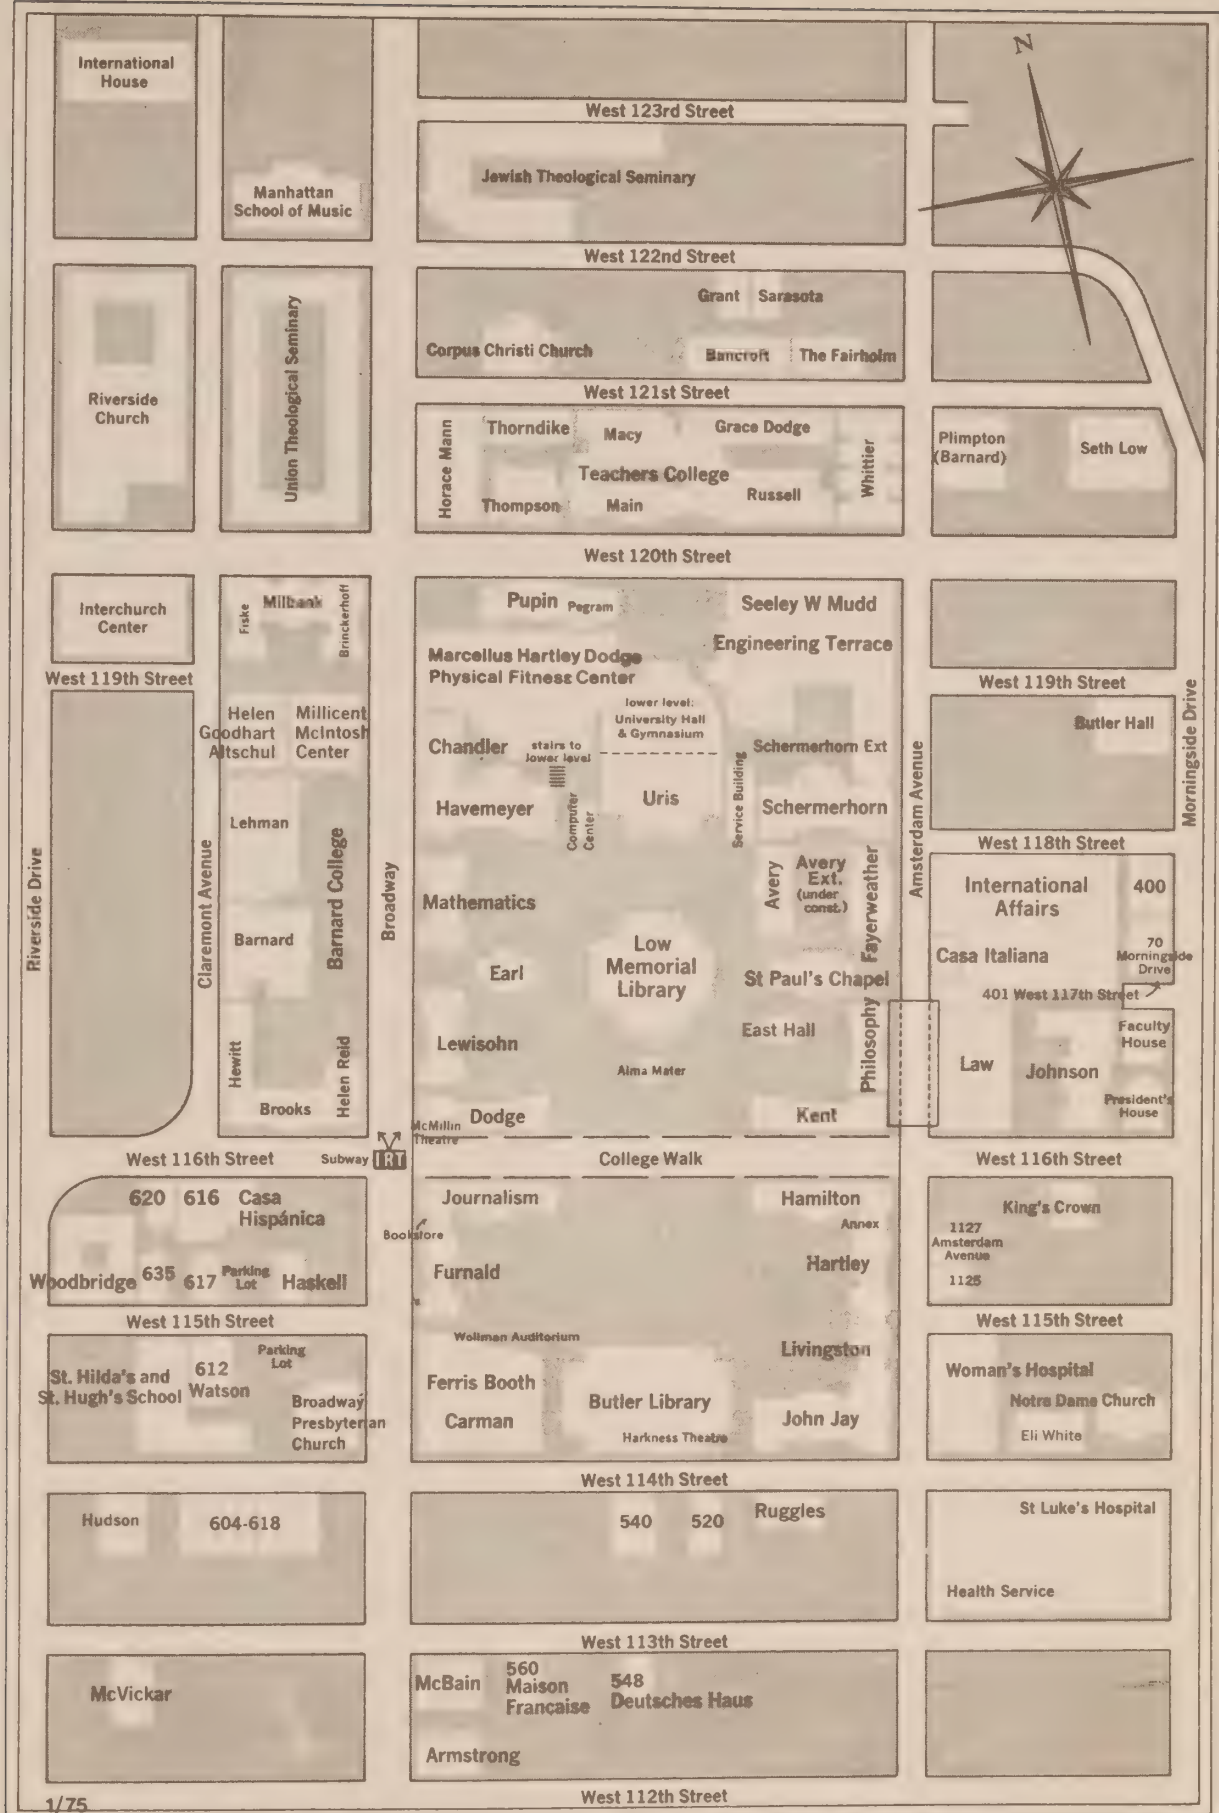 N
International
House
West 123rd Street
Manhattan
School of Music
Jewish Theological Seminary
West 122nd Street
Riverside
Church
Union Theological Seminary
Grant
Sarasota
Corpus Christi Church
Bancroft
The Fairholm
West 121st Street
Horace Mann
Thorndike
Macy
Grace Dodge
Teachers College
Thompson
Main
Russell
Whittier
Plimpton
(Barnard)
Seth Low
West 120th Street
Interchurch
Center
West 119th Street
Fiske
Millbank
Brinckerhoff
Helen
Goodhart
Altschul
Millicent
McIntosh
Center
Lehman
Barnard College
Barnard
Hewitt
Helen Reid
Brooks
Riverside Drive
Claremont Avenue
Broadway
Pupin
Pegram
Seeley W Mudd
Engineering Terrace
Marcellus Hartley Dodge
Physical Fitness Center
lower level:
University Hall
& Gymnasium
Chandler
stairs to
lower level
Schermerhorn Ext
Havemeyer
Computer
Center
Uris
Service Building
Schermerhorn
Mathematics
Avery
Avery
Ext.
(under
const.)
Fayerweather
Earl
Low
Memorial
Library
St Paul's Chapel
East Hall
Philosophy
Lewisohn
Alma Mater
Dodge
McMillin
Theatre
Kent
Amsterdam Avenue
Morningside Drive
West 119th Street
Butler Hall
West 118th Street
International
Affairs
400
Casa Italiana
70
Morningside
Drive
401 West 117th Street
Law
Johnson
Faculty
House
President's
House
West 116th Street
Subway
IRT
College Walk
West 116th Street
620
616
Casa
Hispánica
Woodbridge
635
617
Parking
Lot
Haskell
Journalism
Bookstore
Furnald
Hamilton
Annex
Hartley
King's Crown
1127
Amsterdam
Avenue
1125
West 115th Street
West 115th Street
St. Hilda's and
St. Hugh's School
612
Watson
Parking
Lot
Broadway
Presbyterian
Church
Wollman Auditorium
Ferris Booth
Carman
Butler Library
Harkness Theatre
Livingston
John Jay
Woman's Hospital
Notre Dame Church
Eli White
West 114th Street
Hudson
604-618
540
520
Ruggles
St Luke's Hospital
Health Service
West 113th Street
McVickar
McBain
560
Maison
Française
548
Deutsches Haus
Armstrong
West 112th Street
1/75